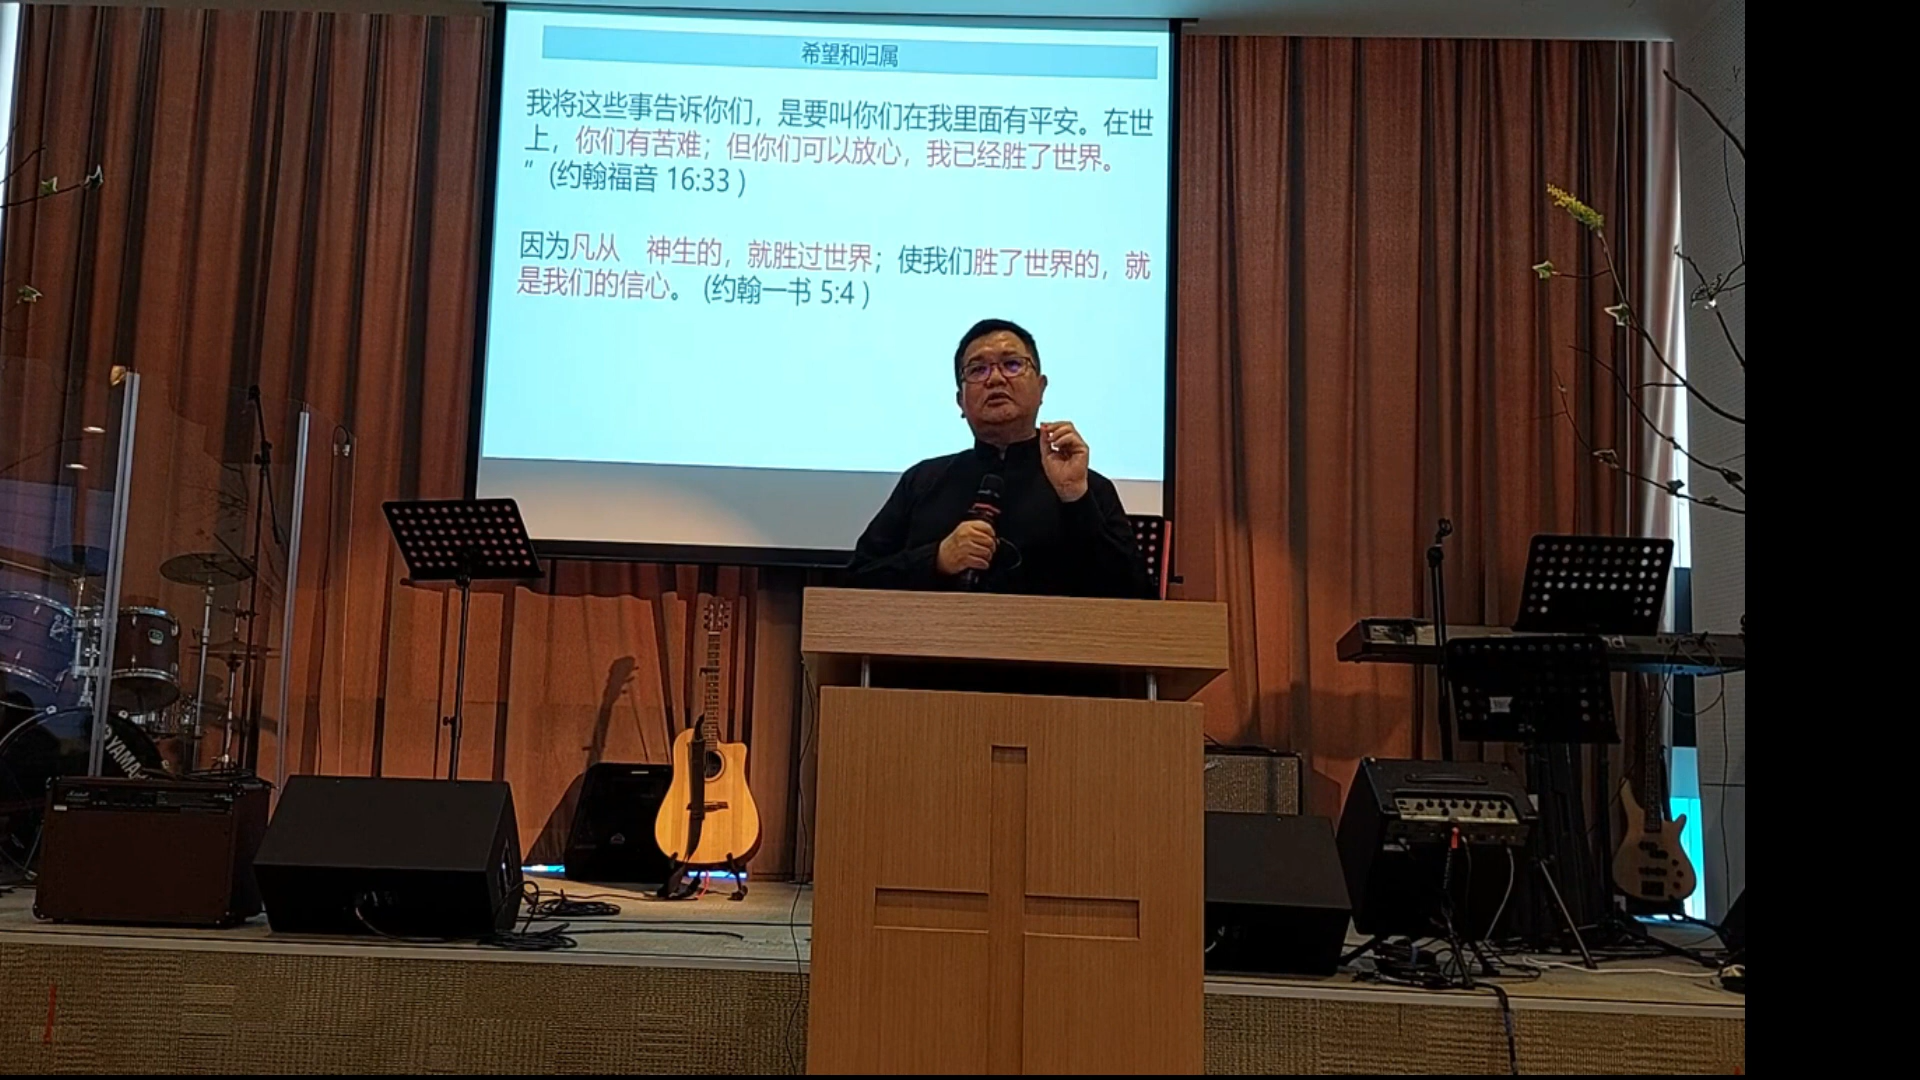 希望和归属
我将这些事告诉你们，是要叫你们在我里面有平安。在世
上，你们有苦难；但你们可以放心，我已经胜了世界。
” (约翰福音 16:33 )
因为凡从　神生的，就胜过世界；使我们胜了世界的，就
是我们的信心。 (约翰一书 5:4 )
YAMA